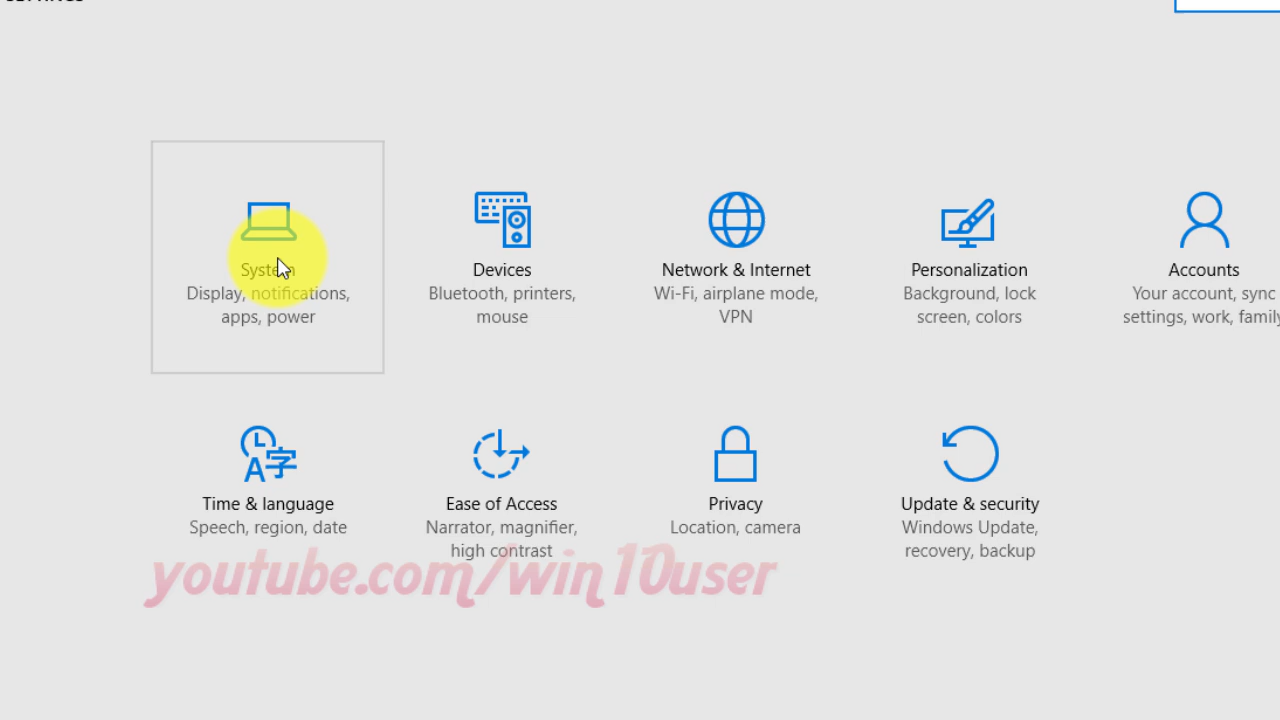 SETTINGS
System
Display, notifications,
apps, power
Devices
Bluetooth, printers,
mouse
Network & Internet
Wi-Fi, airplane mode,
VPN
Personalization
Background, lock
screen, colors
Accounts
Your account, sync
settings, work, family
Time & language
Speech, region, date
Ease of Access
Narrator, magnifier,
high contrast
Privacy
Location, camera
Update & security
Windows Update,
recovery, backup
youtube.com/win10user